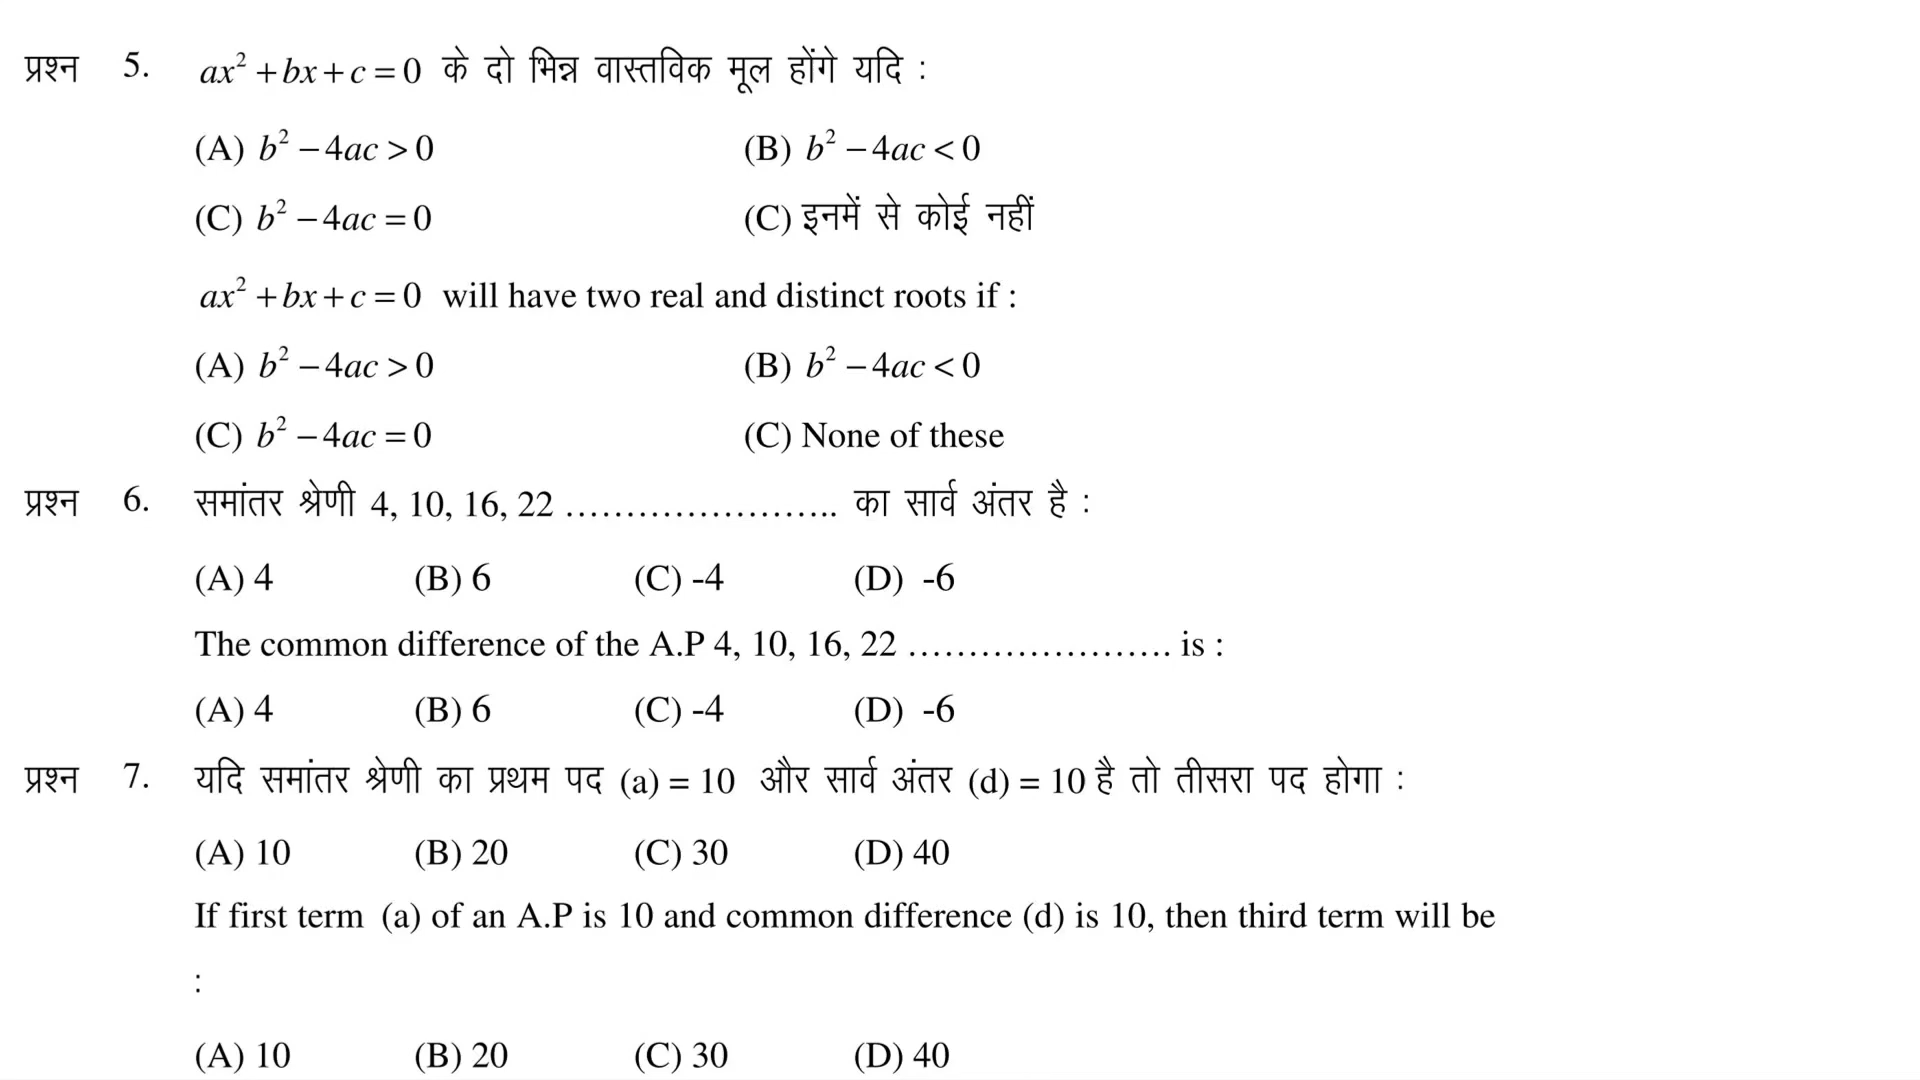 प्रश्न 5. ax² + bx + c = 0 के दो भिन्न वास्तविक मूल होंगे यदि :
(A) b² − 4ac > 0 (B) b² − 4ac < 0
(C) b² − 4ac = 0 (C) इनमें से कोई नहीं
ax² + bx + c = 0 will have two real and distinct roots if :
(A) b² − 4ac > 0 (B) b² − 4ac < 0
(C) b² − 4ac = 0 (C) None of these
प्रश्न 6. समांतर श्रेणी 4, 10, 16, 22 ………………….. का सार्व अंतर है :
(A) 4 (B) 6 (C) -4 (D) -6
The common difference of the A.P 4, 10, 16, 22 …………………. is :
(A) 4 (B) 6 (C) -4 (D) -6
प्रश्न 7. यदि समांतर श्रेणी का प्रथम पद (a) = 10 और सार्व अंतर (d) = 10 है तो तीसरा पद होगा :
(A) 10 (B) 20 (C) 30 (D) 40
If first term (a) of an A.P is 10 and common difference (d) is 10, then third term will be
:
(A) 10 (B) 20 (C) 30 (D) 40